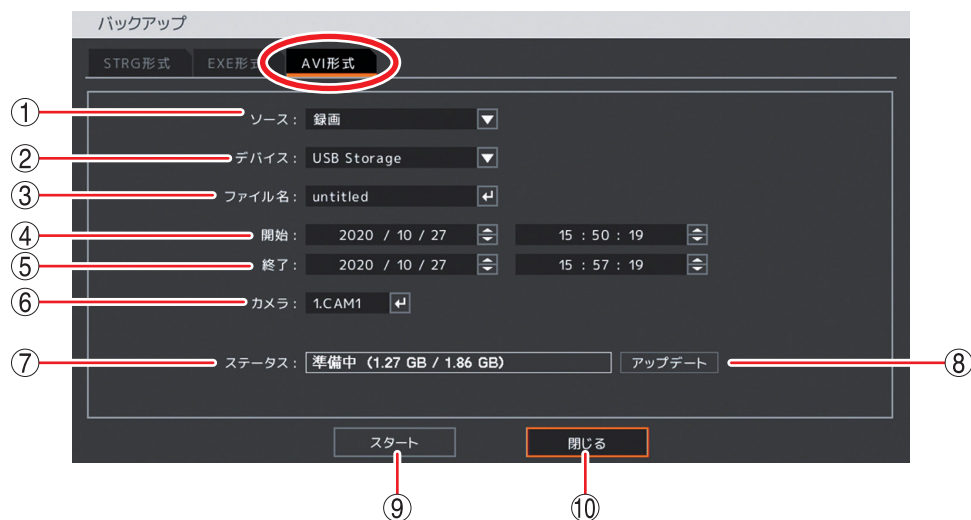 バックアップ
STRG形式 EXE形式 AVI形式
① ソース : 録画
② デバイス : USB Storage
③ ファイル名 : untitled
④ 開始 : 2020 / 10 / 27 15 : 50 : 19
⑤ 終了 : 2020 / 10 / 27 15 : 57 : 19
⑥ カメラ : 1.CAM1
⑦ ステータス : 準備中 (1.27 GB / 1.86 GB) アップデート ⑧
スタート 閉じる
⑨ ⑩